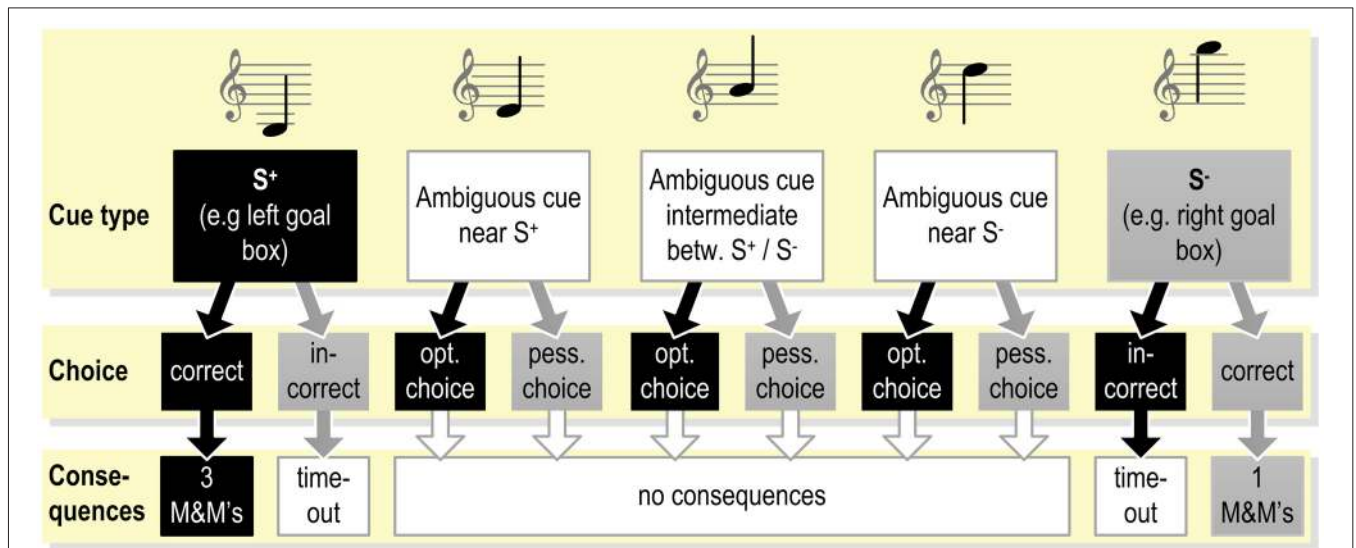 Cue type
S⁺
(e.g left goal
box)
Ambiguous cue
near S⁺
Ambiguous cue
intermediate
betw. S⁺ / S⁻
Ambiguous cue
near S⁻
S⁻
(e.g. right goal
box)
Choice
correct
in-
correct
opt.
choice
pess.
choice
opt.
choice
pess.
choice
opt.
choice
pess.
choice
in-
correct
correct
Conse-
quences
3
M&M's
time-
out
no consequences
time-
out
1
M&M's